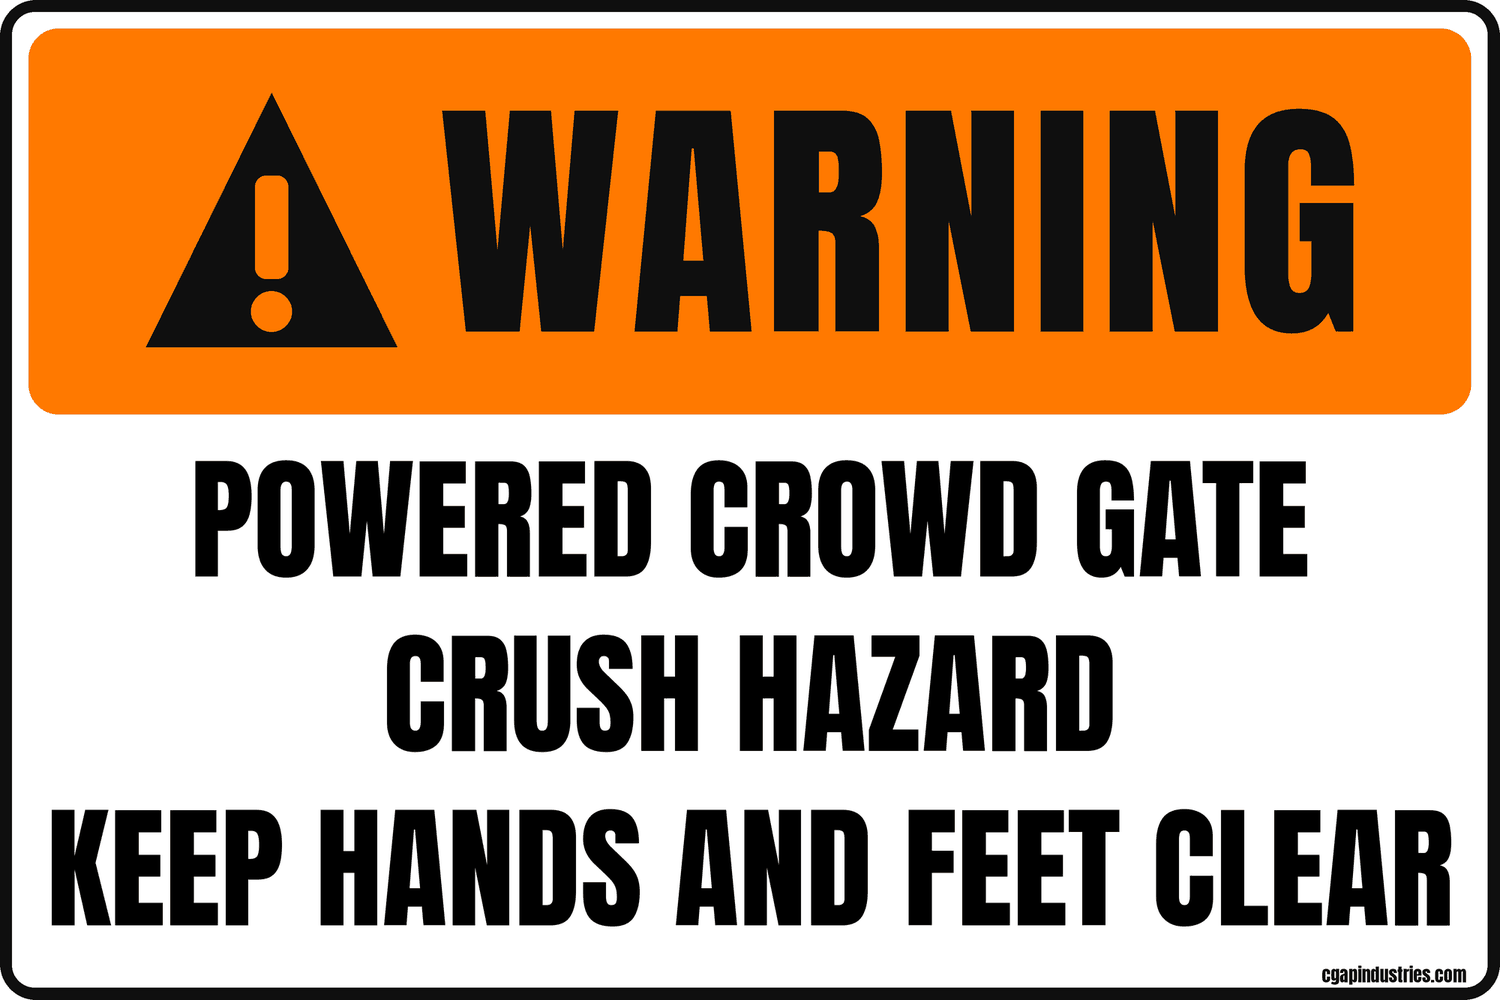 WARNING
POWERED CROWD GATE
CRUSH HAZARD
KEEP HANDS AND FEET CLEAR
cgapindustries.com